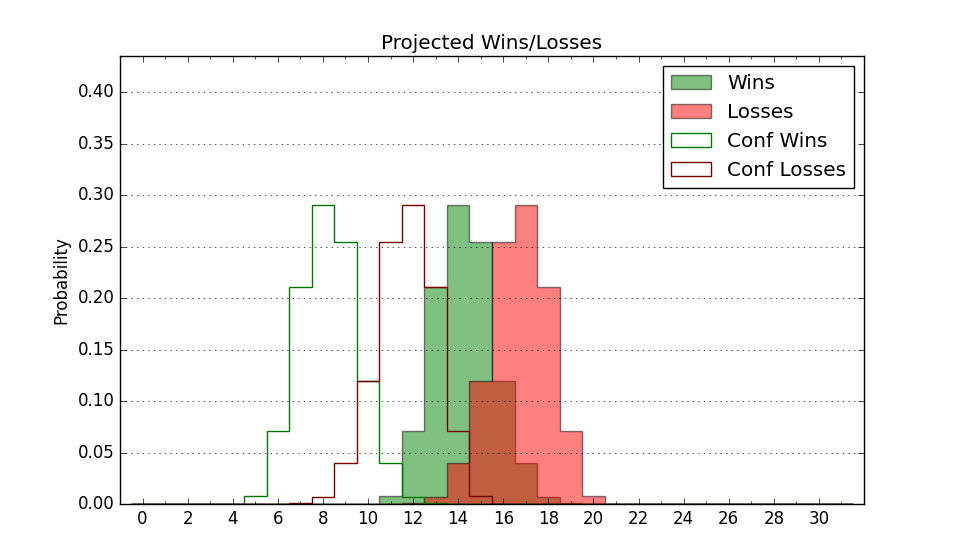 Projected Wins/Losses
Probability
0.40
0.35
0.30
0.25
0.20
0.15
0.10
0.05
0.00
Wins
Losses
Conf Wins
Conf Losses
0 2 4 6 8 10 12 14 16 18 20 22 24 26 28 30